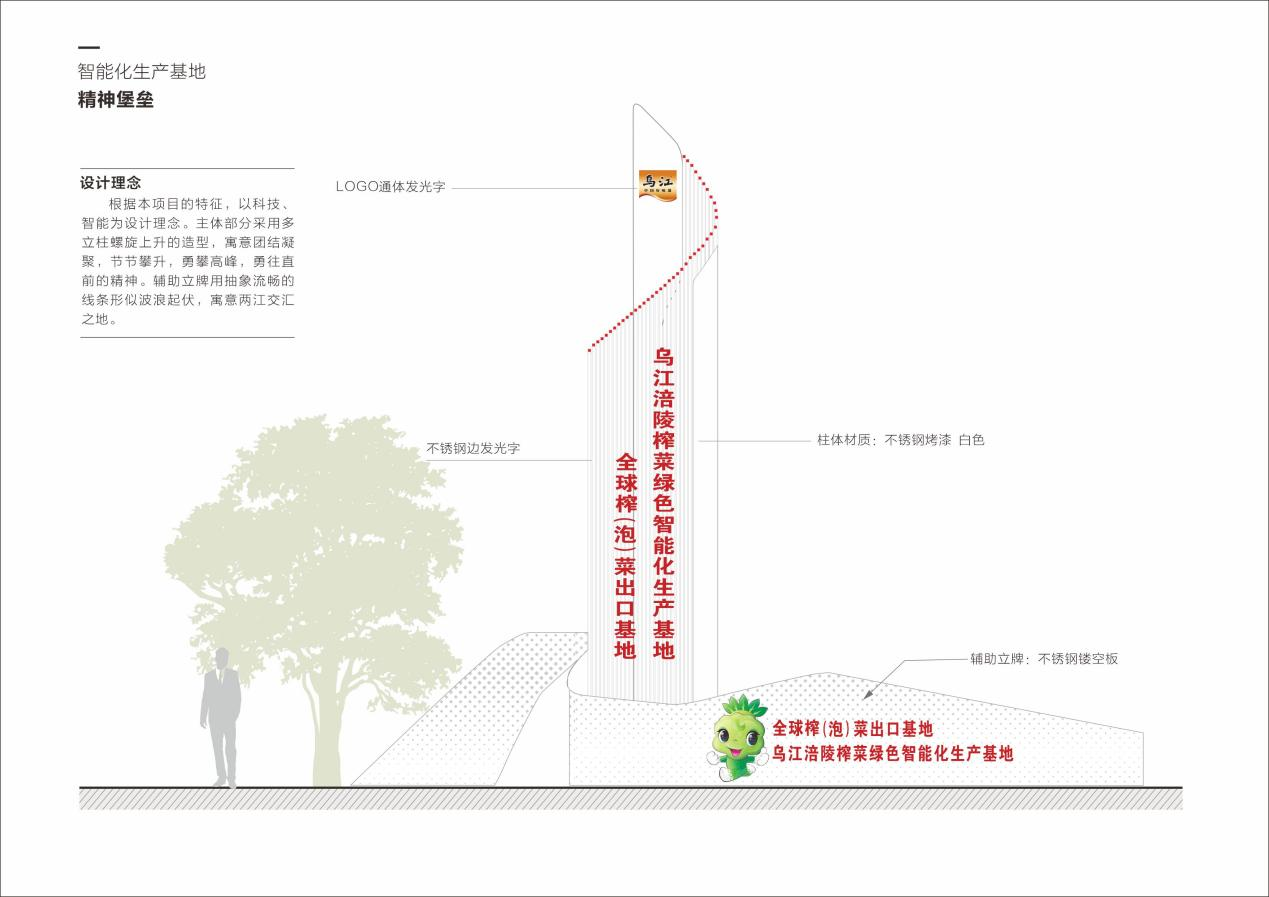 智能化生产基地
精神堡垒
设计理念
根据本项目的特征，以科技、
智能为设计理念。主体部分采用多
立柱螺旋上升的造型，寓意团结凝
聚，节节攀升，勇攀高峰，勇往直
前的精神。辅助立牌用抽象流畅的
线条形似波浪起伏，寓意两江交汇
之地。
LOGO通体发光字
乌江
不锈钢边发光字
乌江涪陵榨菜绿色智能化生产基地
全球榨(泡)菜出口基地
柱体材质：不锈钢烤漆 白色
辅助立牌：不锈钢镂空板
全球榨(泡)菜出口基地
乌江涪陵榨菜绿色智能化生产基地